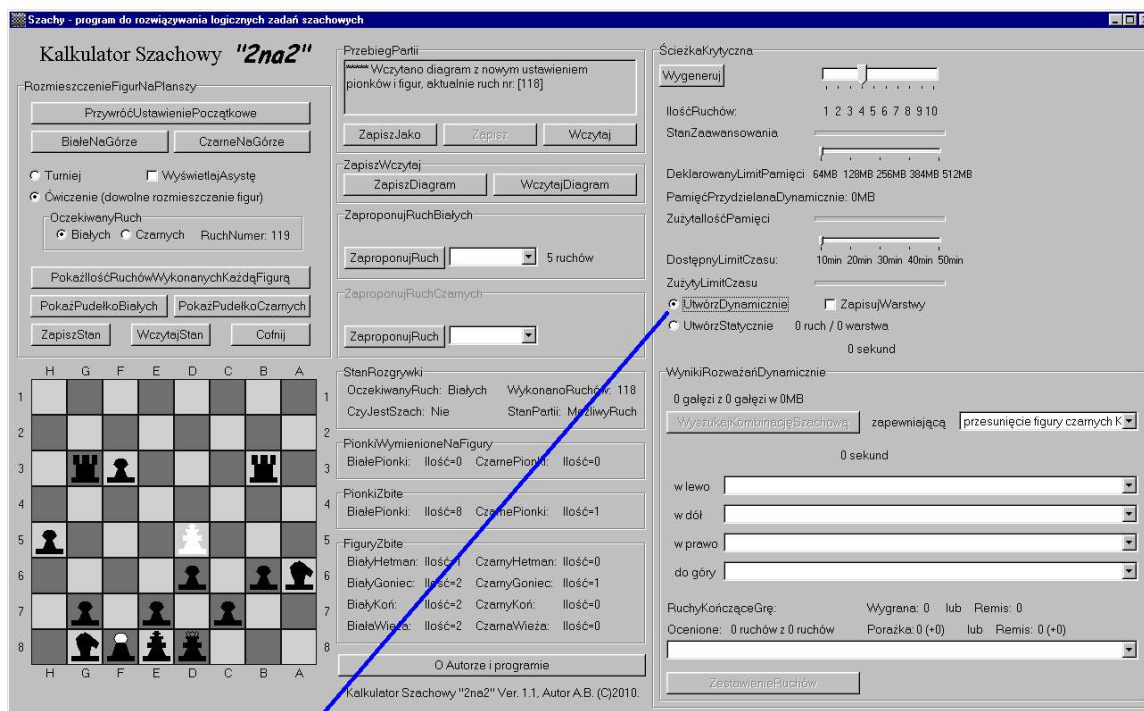 Szachy - program do rozwiązywania logicznych zadań szachowych
Kalkulator Szachowy "2na2"
RozmieszczenieFigurNaPlanszy
PrzywróćUstawieniePoczątkowe
BiałeNaGórze CzarneNaGórze
Turniej WyświetlajAsystę
Ćwiczenie (dowolne rozmieszczanie figur)
OczekiwanyRuch
Białych Czarnych RuchNumer: 119
PokażIlośćRuchówWykonanychKażdąFigurą
PokażPudełkoBiałych PokażPudełkoCzarnych
ZapiszStan WczytajStan Cofnij
H G F E D C B A
1 1
2 2
3 3
4 4
5 5
6 6
7 7
8 8
H G F E D C B A
PrzebiegPartii
***** Wczytano diagram z nowym ustawieniem
pionków i figur, aktualnie ruch nr: [118]
ZapiszJako Zapisz Wczytaj
ZapiszWczytaj
ZapiszDiagram WczytajDiagram
ZaproponujRuchBiałych
ZaproponujRuch 5 ruchów
ZaproponujRuchCzarnych
ZaproponujRuch
StanRozgrywki
OczekiwanyRuch: Białych WykonanoRuchów: 118
CzyJestSzach: Nie StanPartii: MożliwyRuch
PionkiWymienioneNaFigury
BiałePionki: Ilość=0 CzarnePionki: Ilość=0
PionkiZbite
BiałePionki: Ilość=8 CzarnePionki: Ilość=1
FiguryZbite
BiałyHetman: Ilość=1 CzarnyHetman: Ilość=0
BiałyGoniec: Ilość=2 CzarnyGoniec: Ilość=1
BiałyKoń: Ilość=2 CzarnyKoń: Ilość=0
BiałaWieża: Ilość=2 CzarnaWieża: Ilość=0
O Autorze i programie
Kalkulator Szachowy "2na2" Ver. 1.1, Autor A.B. (C)2010.
ŚcieżkaKrytyczna
Wygeneruj
IlośćRuchów: 1 2 3 4 5 6 7 8 9 10
StanZaawansowania
DeklarowanyLimitPamięci 64MB 128MB 256MB 384MB 512MB
PamięćPrzydzielanaDynamicznie: 0MB
ZużytaIlośćPamięci
DostępnyLimitCzasu: 10min 20min 30min 40min 50min
ZużytyLimitCzasu
UtwórzDynamicznie ZapisujWarstwy
UtwórzStatycznie 0 ruch / 0 warstwa
0 sekund
WynikiRozważańDynamicznie
0 gałęzi z 0 gałęzi w 0MB
WyszukajKombinacjęSzachową zapewniającą przesunięcie figury czarnych K
0 sekund
w lewo
w dół
w prawo
do góry
RuchyKończąceGrę: Wygrana: 0 lub Remis: 0
Ocenione: 0 ruchów z 0 ruchów Porażka: 0 (+0) lub Remis: 0 (+0)
ZestawienieRuchów